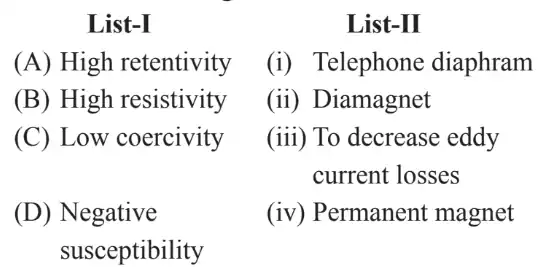 List-I List-II
(A) High retentivity (i) Telephone diaphram
(B) High resistivity (ii) Diamagnet
(C) Low coercivity (iii) To decrease eddy
current losses
(D) Negative (iv) Permanent magnet
susceptibility